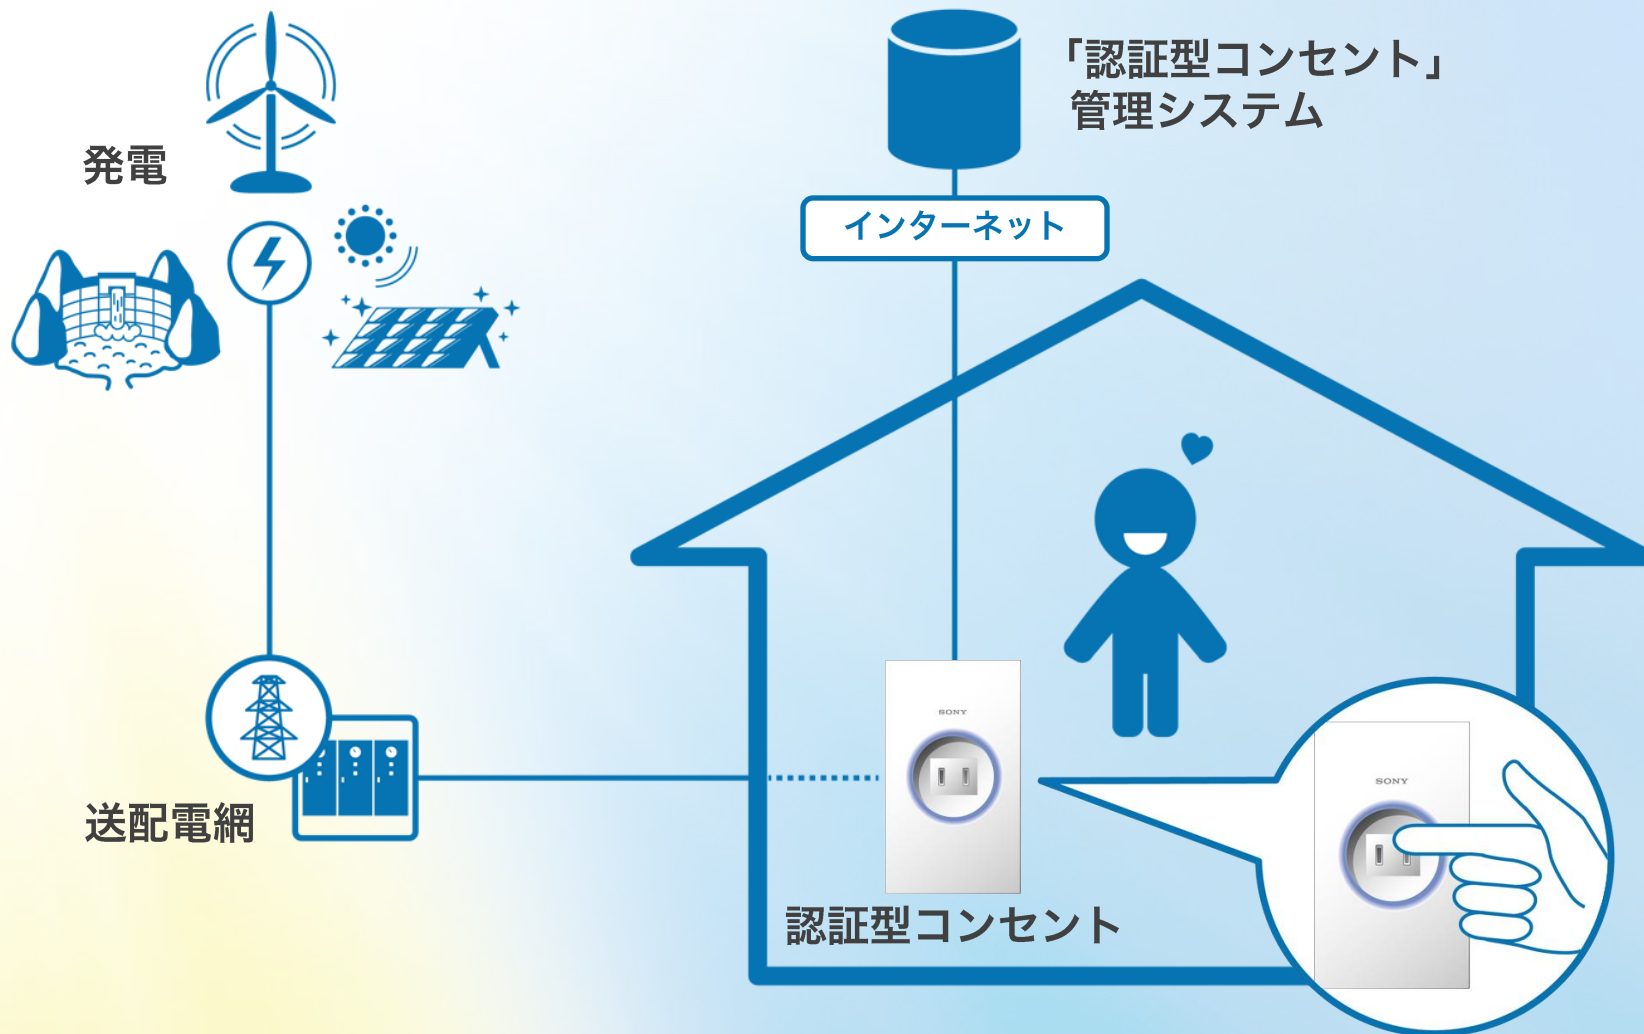 発電
「認証型コンセント」
管理システム
インターネット
SONY
SONY
送配電網
認証型コンセント